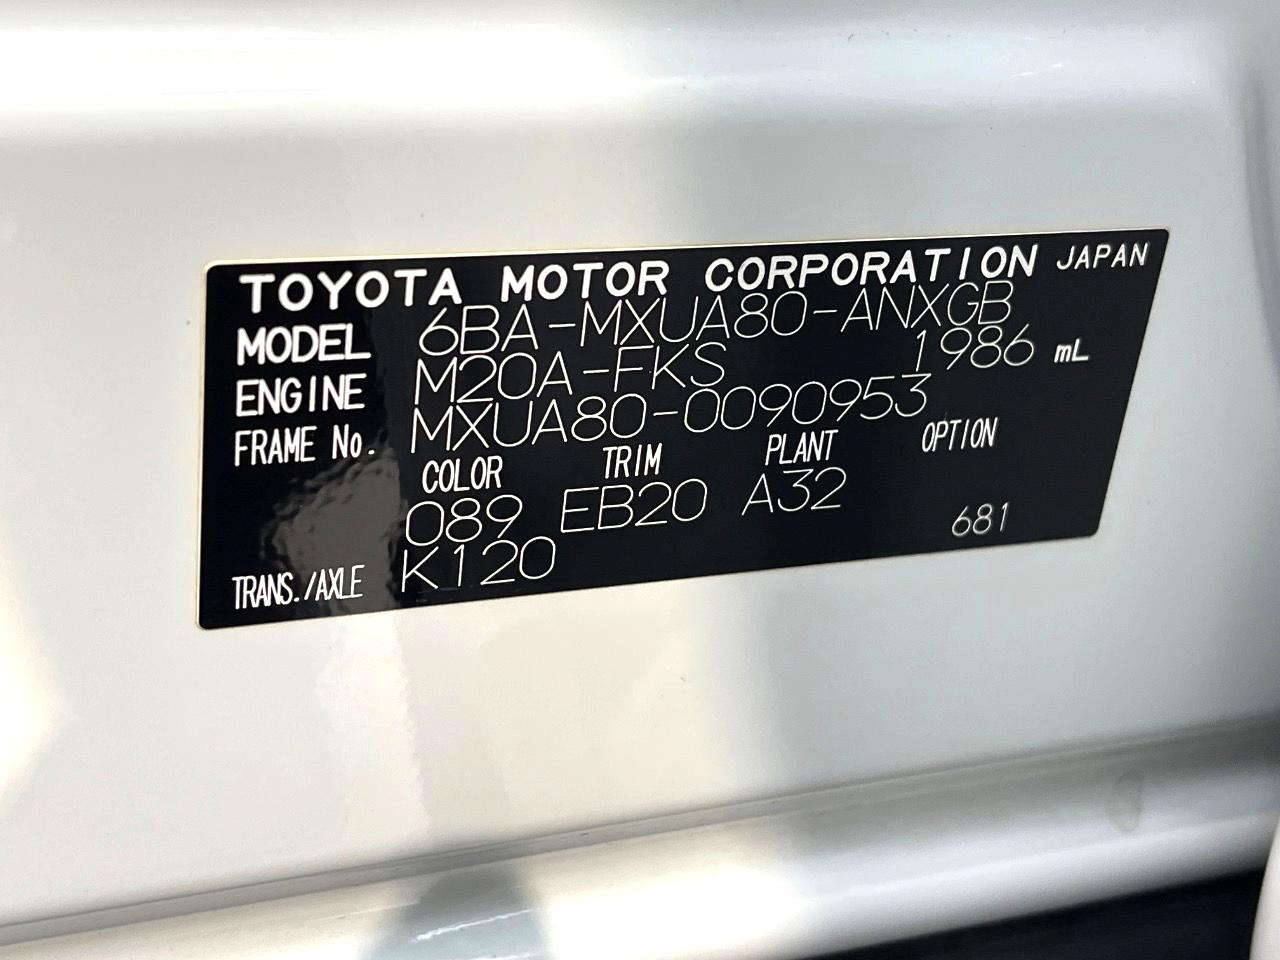 TOYOTA MOTOR CORPORATION JAPAN
MODEL 6BA-MXUA80-ANXGB
ENGINE M20A-FKS 1986 mL
FRAME No. MXUA80-0090953
COLOR TRIM PLANT OPTION
089 EB20 A32 681
TRANS./AXLE K120